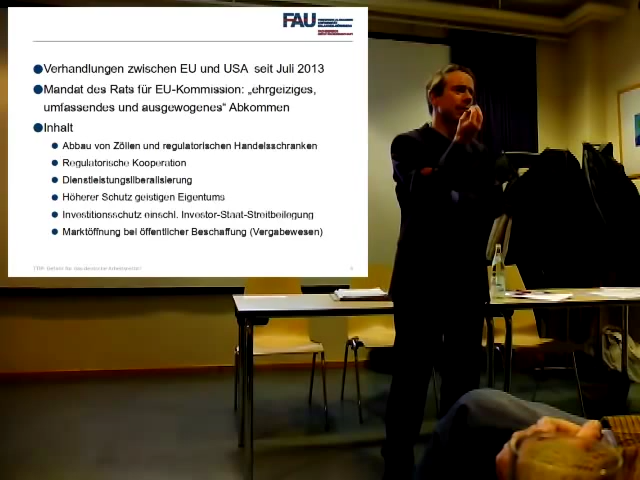 FAU
Verhandlungen zwischen EU und USA seit Juli 2013
Mandat des Rats für EU-Kommission: „ehrgeiziges,
umfassendes und ausgewogenes“ Abkommen
Inhalt
Abbau von Zöllen und regulatorischen Handelsschranken
Regulatorische Kooperation
Dienstleistungsliberalisierung
Höherer Schutz geistigen Eigentums
Investitionsschutz einschl. Investor-Staat-Streitbeilegung
Marktöffnung bei öffentlicher Beschaffung (Vergabewesen)